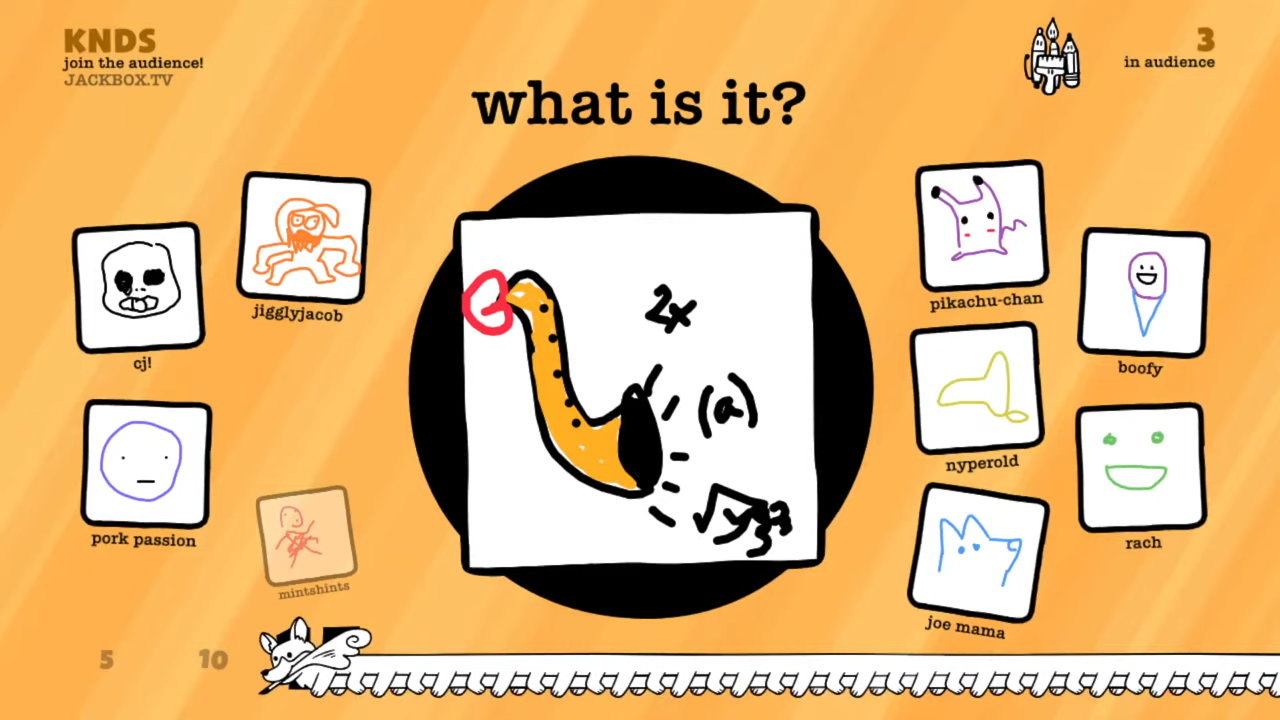 KNDS
join the audience!
JACKBOX.TV
3
in audience
what is it?
cj!
jigglyjacob
pork passion
mintshints
2x
(a)
pikachu-chan
boofy
nyperold
rach
joe mama
5
10